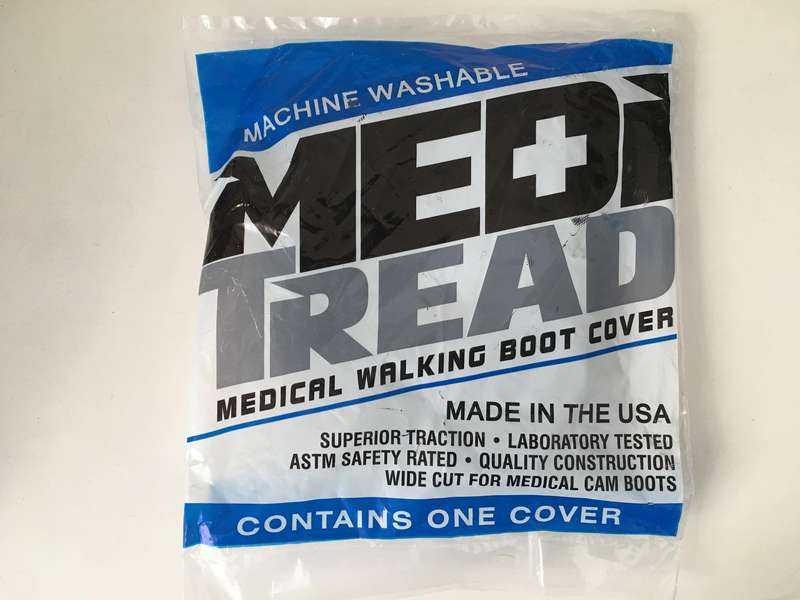 MACHINE WASHABLE
MEDI
TREAD
MEDICAL WALKING BOOT COVER
MADE IN THE USA
SUPERIOR TRACTION • LABORATORY TESTED
ASTM SAFETY RATED • QUALITY CONSTRUCTION
WIDE CUT FOR MEDICAL CAM BOOTS
CONTAINS ONE COVER